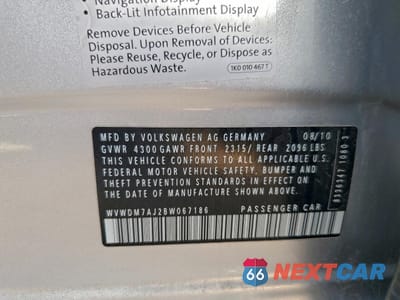 • Navigation Display
• Back-Lit Infotainment Display
Remove Devices Before Vehicle
Disposal. Upon Removal of Devices
Please Reuse, Recycle, or Dispose as
Hazardous Waste.
1K0 010 467 T
MFD BY VOLKSWAGEN AG GERMANY 08/10
GVWR 4300 GAWR FRONT 2315/ REAR 2096 LBS
THIS VEHICLE CONFORMS TO ALL APPLICABLE U.S.
FEDERAL MOTOR VEHICLE SAFETY, BUMPER AND
THEFT PREVENTION STANDARDS IN EFFECT ON THE
DATE OF MANUFACTURE SHOWN ABOVE.
WVWDM7AJ2BW067186 PASSENGER CAR
66 NEXTCAR